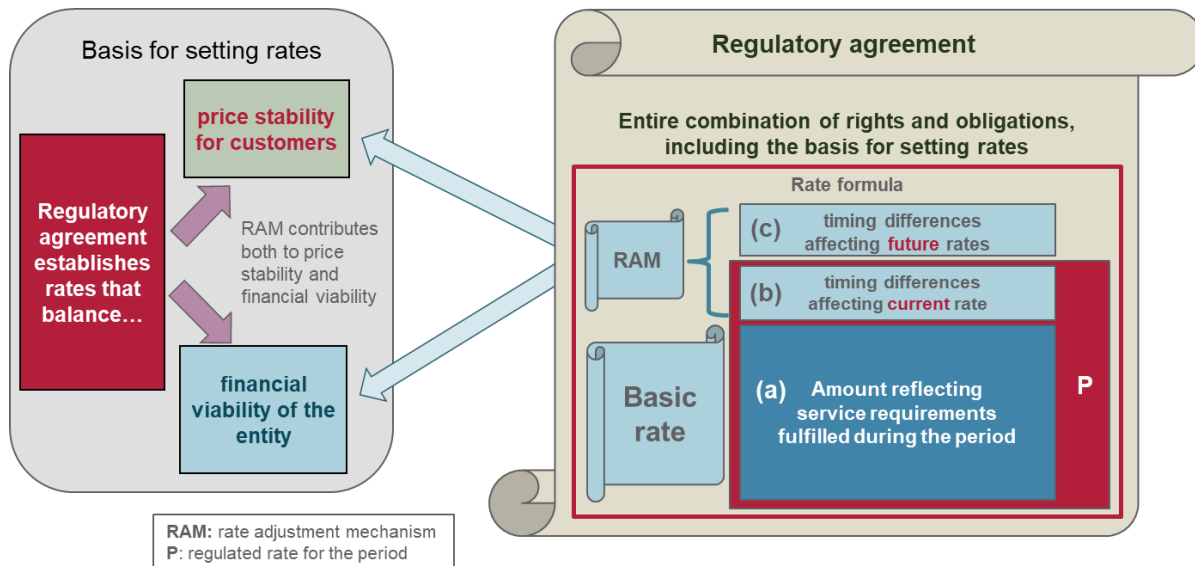 Basis for setting rates
price stability
for customers
Regulatory
agreement
establishes
rates that
balance…
RAM contributes
both to price
stability and
financial viability
financial
viability of the
entity
RAM: rate adjustment mechanism
P: regulated rate for the period
Regulatory agreement
Entire combination of rights and obligations,
including the basis for setting rates
Rate formula
RAM
(c)
timing differences
affecting future rates
(b)
timing differences
affecting current rate
Basic
rate
(a)
Amount reflecting
service requirements
fulfilled during the period
P